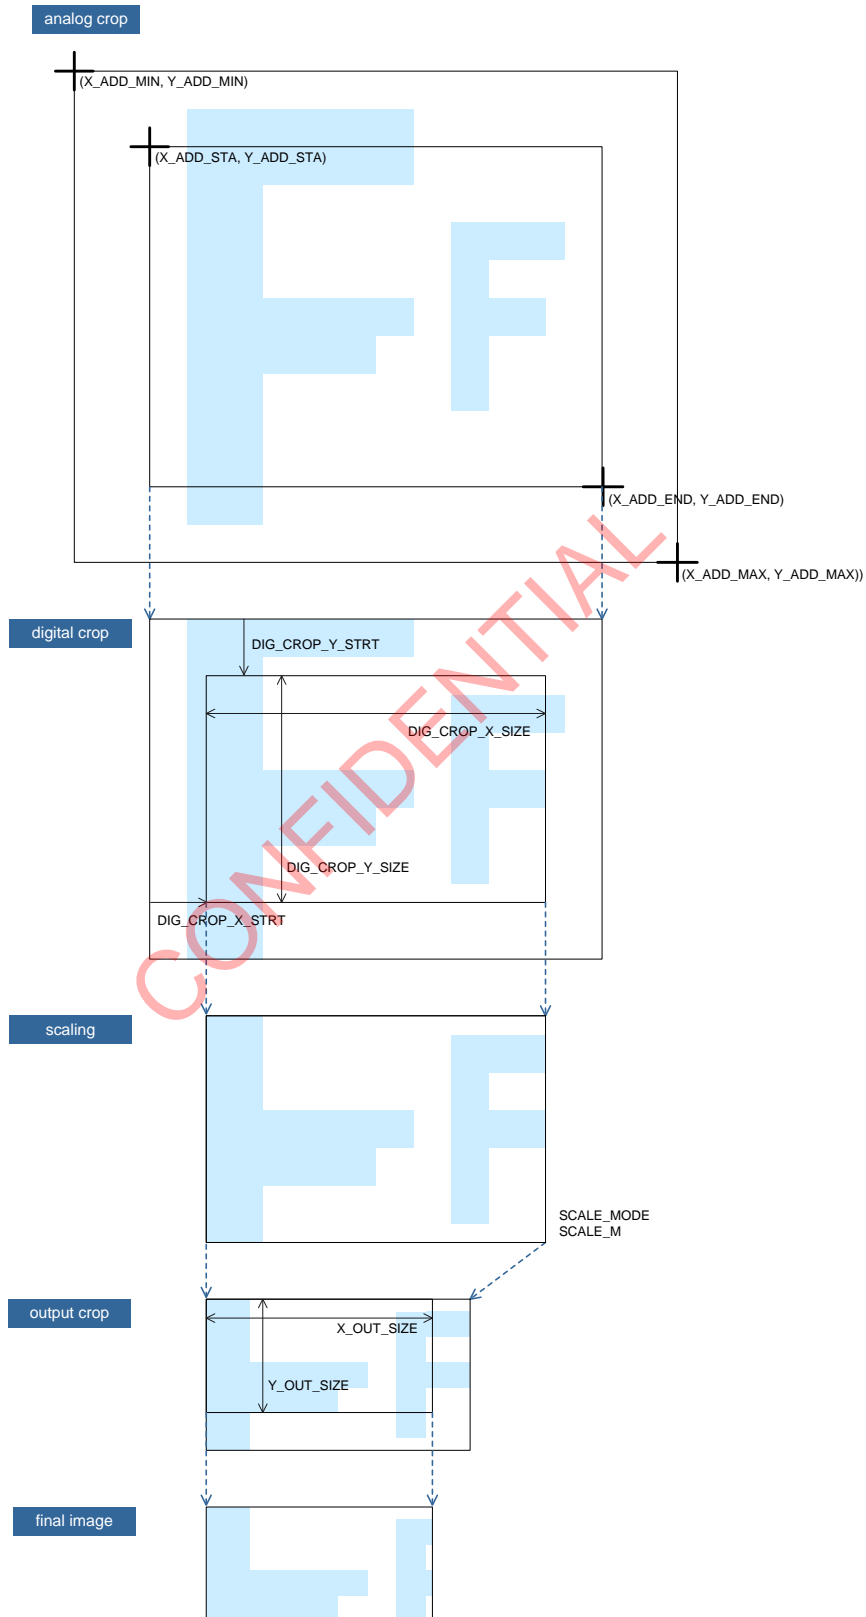 analog crop
(X_ADD_MIN, Y_ADD_MIN)
(X_ADD_STA, Y_ADD_STA)
(X_ADD_END, Y_ADD_END)
(X_ADD_MAX, Y_ADD_MAX))
CONFIDENTIAL
digital crop
DIG_CROP_Y_STRT
DIG_CROP_X_SIZE
DIG_CROP_Y_SIZE
DIG_CROP_X_STRT
scaling
SCALE_MODE
SCALE_M
output crop
X_OUT_SIZE
Y_OUT_SIZE
final image